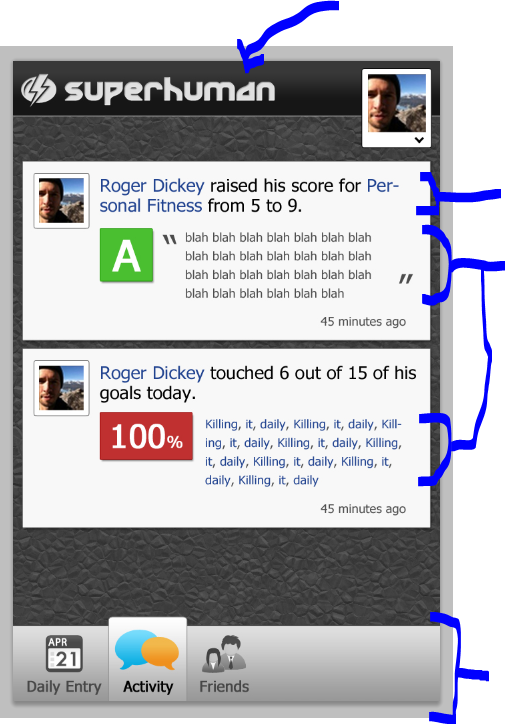 superhuman
Roger Dickey raised his score for Per-
sonal Fitness from 5 to 9.
A
“ blah blah blah blah blah blah blah
blah blah blah blah blah blah blah
blah blah blah blah blah blah blah
blah blah blah blah blah blah ”
45 minutes ago
Roger Dickey touched 6 out of 15 of his
goals today.
100%
Killing, it, daily, Killing, it, daily, Kill-
ing, it, daily, Killing, it, daily, Killing,
it, daily, Killing, it, daily, Killing, it,
daily, Killing, it, daily
45 minutes ago
APR
21
Daily Entry
Activity
Friends